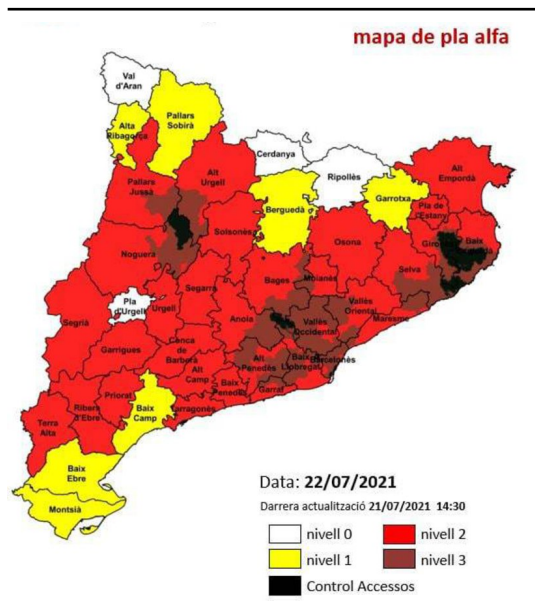 mapa de pla alfa
Val
d'Aran
Alta
Ribagorça
Pallars
Sobirà
Pallars
Jussà
Alt
Urgell
Cerdanya
Ripollès
Berguedà
Garrotxa
Alt
Empordà
Pla de
l'Estany
Gironès
Baix
Empordà
Solsonès
Osona
Noguera
Bages
Moianès
Selva
Segarra
Vallès
Oriental
Maresme
Pla
d'Urgell
Urgell
Anoia
Vallès
Occidental
Segrià
Conca
de
Barberà
Garrigues
Alt
Camp
Alt
Penedès
Baix
Llobregat
Barcelonès
Baix
Penedès
Garraf
Priorat
Ribera
d'Ebre
Tarragonès
Terra
Alta
Baix
Camp
Baix
Ebre
Montsià
Data: 22/07/2021
Darrera actualització 21/07/2021 14:30
nivell 0
nivell 2
nivell 1
nivell 3
Control Accessos